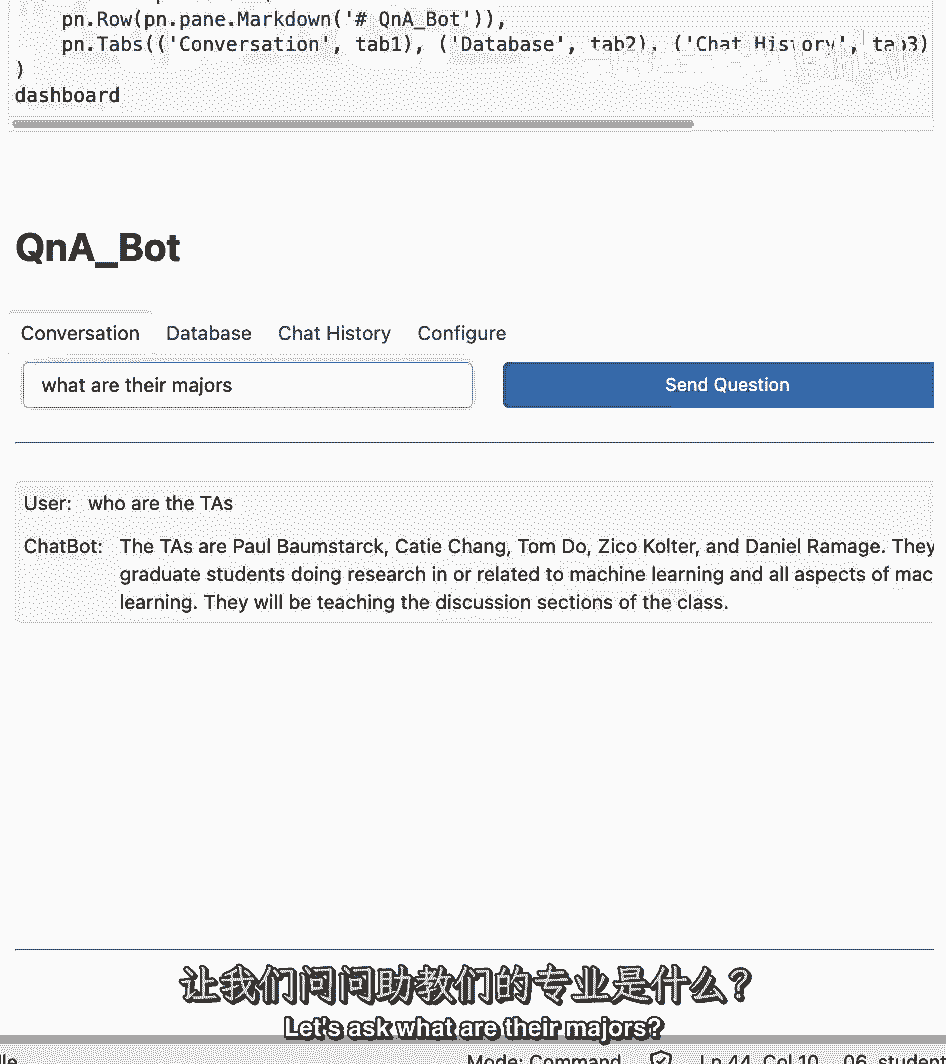 pn.Row(pn.pane.Markdown('# QnA_Bot')),
pn.Tabs(('Conversation', tab1), ('Database', tab2), ('Chat History', tab3)
)
dashboard
QnA_Bot
Conversation Database Chat History Configure
what are their majors Send Question
User: who are the TAs
ChatBot: The TAs are Paul Baumstarck, Catie Chang, Tom Do, Zico Kolter, and Daniel Ramage. They
graduate students doing research in or related to machine learning and all aspects of mac
learning. They will be teaching the discussion sections of the class.
让我们问问助教们的专业是什么？
Let's ask what are their majors?
Mode: Command Ln 44, Col 10 06_student